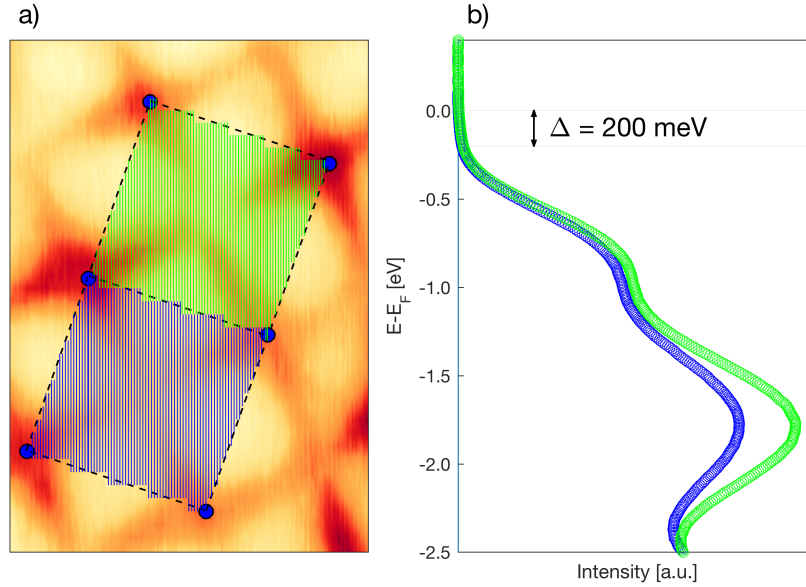 a)
b)
0.0
Δ = 200 meV
-0.5
-1.0
-1.5
-2.0
-2.5
E-E_F [eV]
Intensity [a.u.]